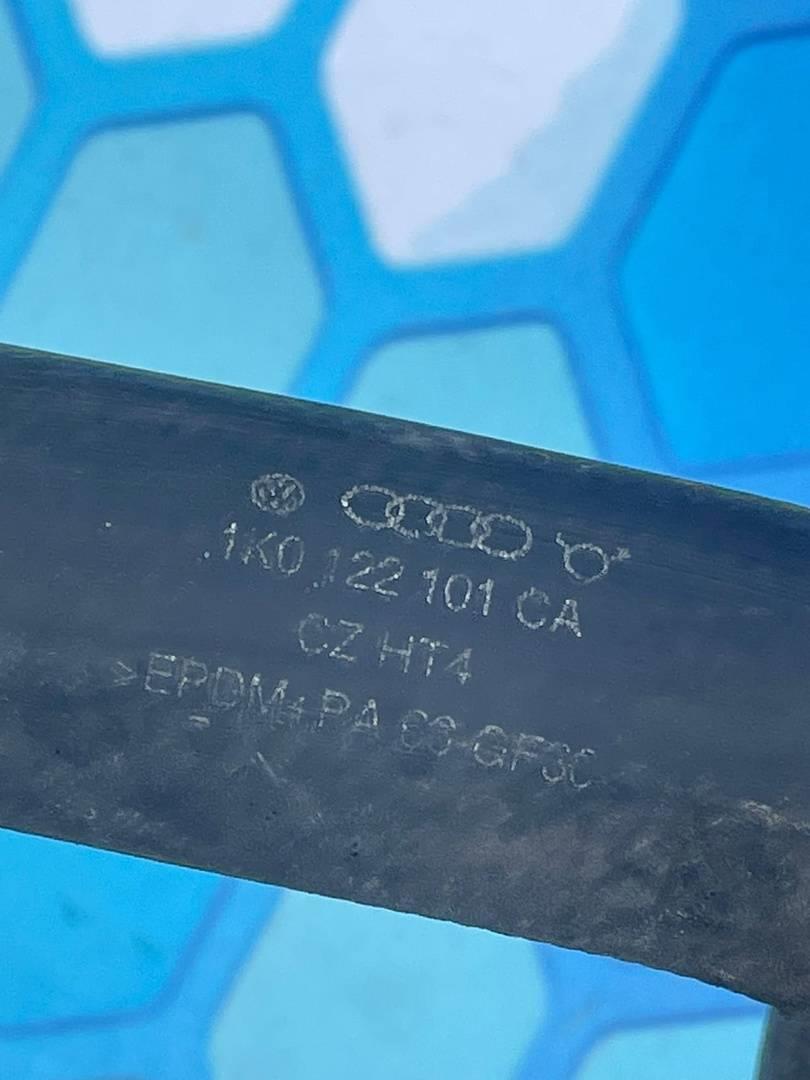 .1K0.122 101 CA
CZ HT4
>EPDM+PA 66-GF30